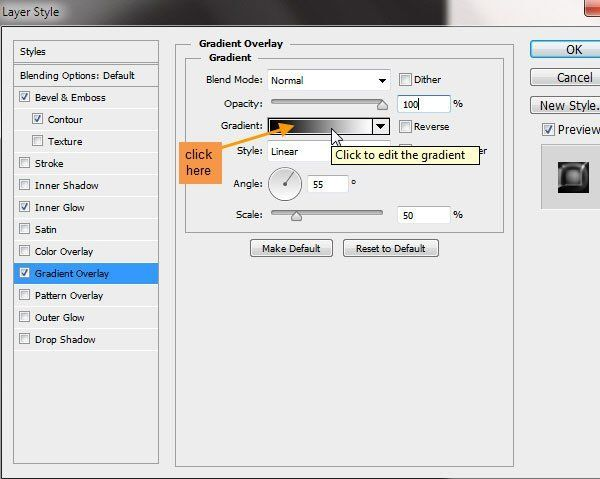 Layer Style
Styles
Blending Options: Default
Bevel & Emboss
Contour
Texture
Stroke
Inner Shadow
Inner Glow
Satin
Color Overlay
Gradient Overlay
Pattern Overlay
Outer Glow
Drop Shadow
Gradient Overlay
Gradient
Blend Mode: Normal Dither
Opacity: 100 %
Gradient: Reverse
click
here
Style: Linear
Click to edit the gradient
Angle: 55 °
Scale: 50 %
Make Default Reset to Default
OK
Cancel
New Style...
Preview